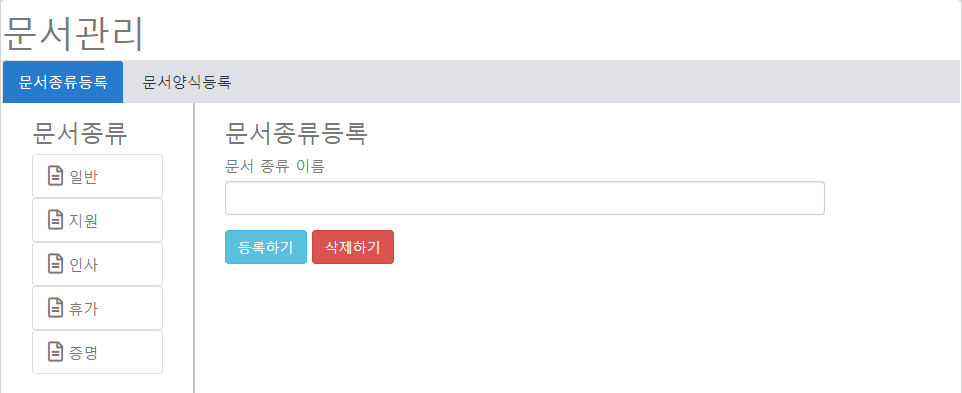 문서관리
문서종류등록 문서양식등록
문서종류
일반
지원
인사
휴가
증명
문서종류등록
문서 종류 이름
등록하기 삭제하기